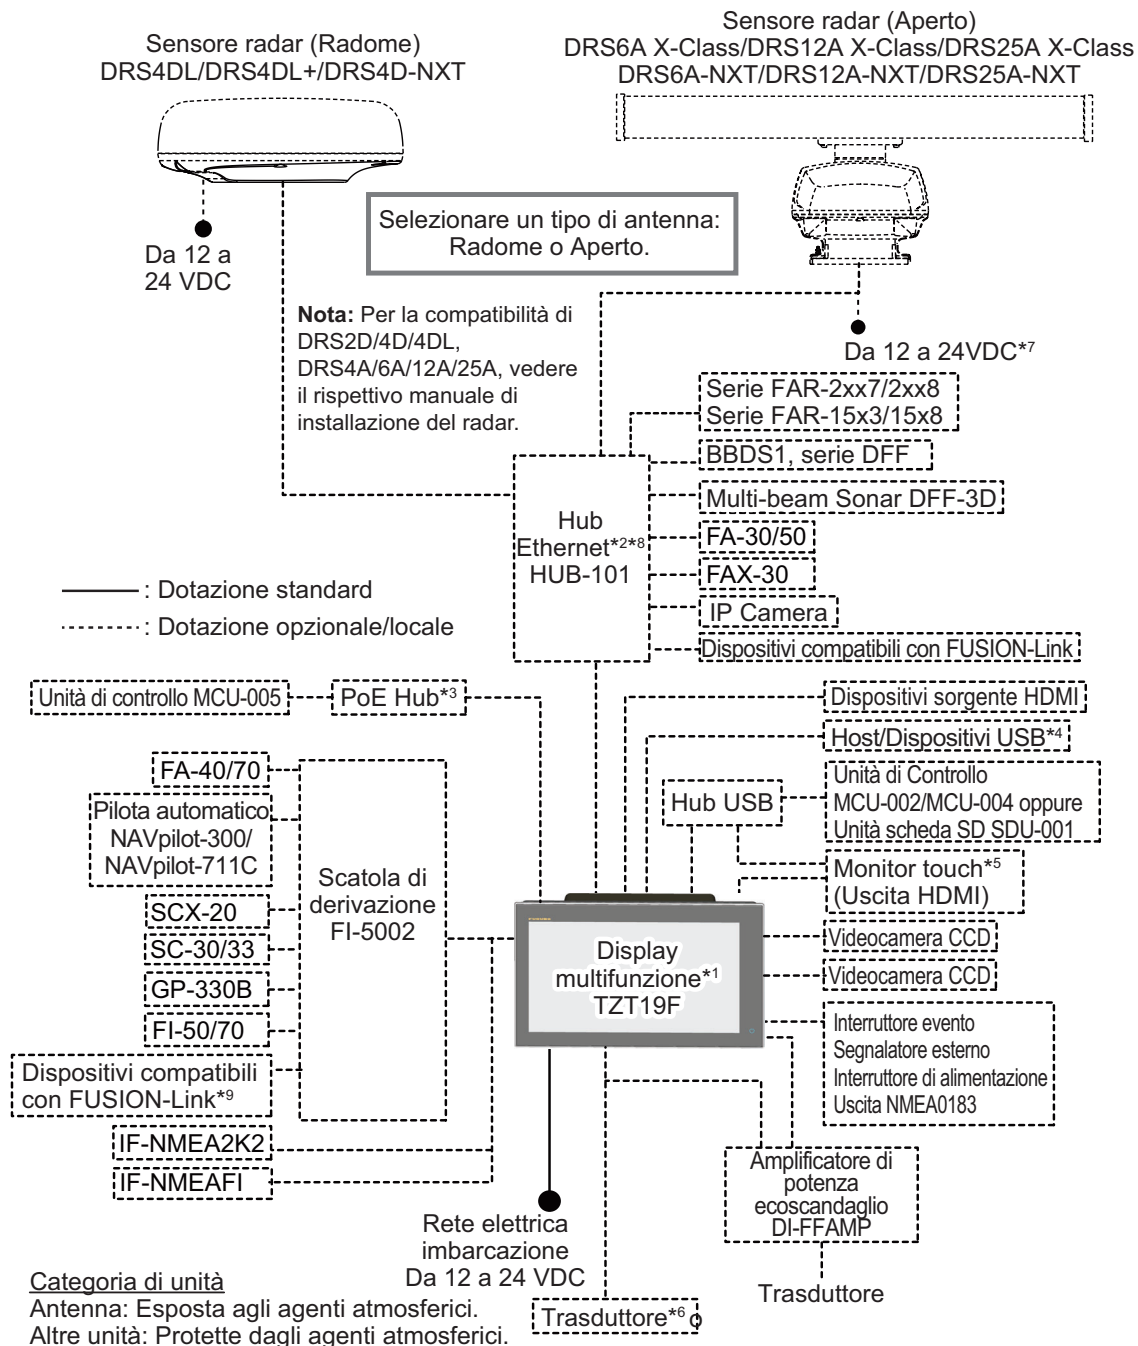 Sensore radar (Radome)
DRS4DL/DRS4DL+/DRS4D-NXT
Sensore radar (Aperto)
DRS6A X-Class/DRS12A X-Class/DRS25A X-Class
DRS6A-NXT/DRS12A-NXT/DRS25A-NXT
Selezionare un tipo di antenna:
Radome o Aperto.
Da 12 a
24 VDC
Nota: Per la compatibilità di
DRS2D/4D/4DL,
DRS4A/6A/12A/25A, vedere
il rispettivo manuale di
installazione del radar.
Da 12 a 24VDC*7
Serie FAR-2xx7/2xx8
Serie FAR-15x3/15x8
BBDS1, serie DFF
Multi-beam Sonar DFF-3D
FA-30/50
FAX-30
IP Camera
Dispositivi compatibili con FUSION-Link
Hub
Ethernet*2*8
HUB-101
: Dotazione standard
: Dotazione opzionale/locale
Unità di controllo MCU-005
PoE Hub*3
Dispositivi sorgente HDMI
Host/Dispositivi USB*4
Hub USB
Unità di Controllo
MCU-002/MCU-004 oppure
Unità scheda SD SDU-001
Monitor touch*5
(Uscita HDMI)
FA-40/70
Pilota automatico
NAVpilot-300/
NAVpilot-711C
SCX-20
SC-30/33
GP-330B
FI-50/70
Dispositivi compatibili
con FUSION-Link*9
IF-NMEA2K2
IF-NMEAFI
Scatola di
derivazione
FI-5002
Display
multifunzione*1
TZT19F
Videocamera CCD
Videocamera CCD
Interruttore evento
Segnalatore esterno
Interruttore di alimentazione
Uscita NMEA0183
Amplificatore di
potenza
ecoscandaglio
DI-FFAMP
Trasduttore
Rete elettrica
imbarcazione
Da 12 a 24 VDC
Trasduttore*6 o
Categoria di unità
Antenna: Esposta agli agenti atmosferici.
Altre unità: Protette dagli agenti atmosferici.